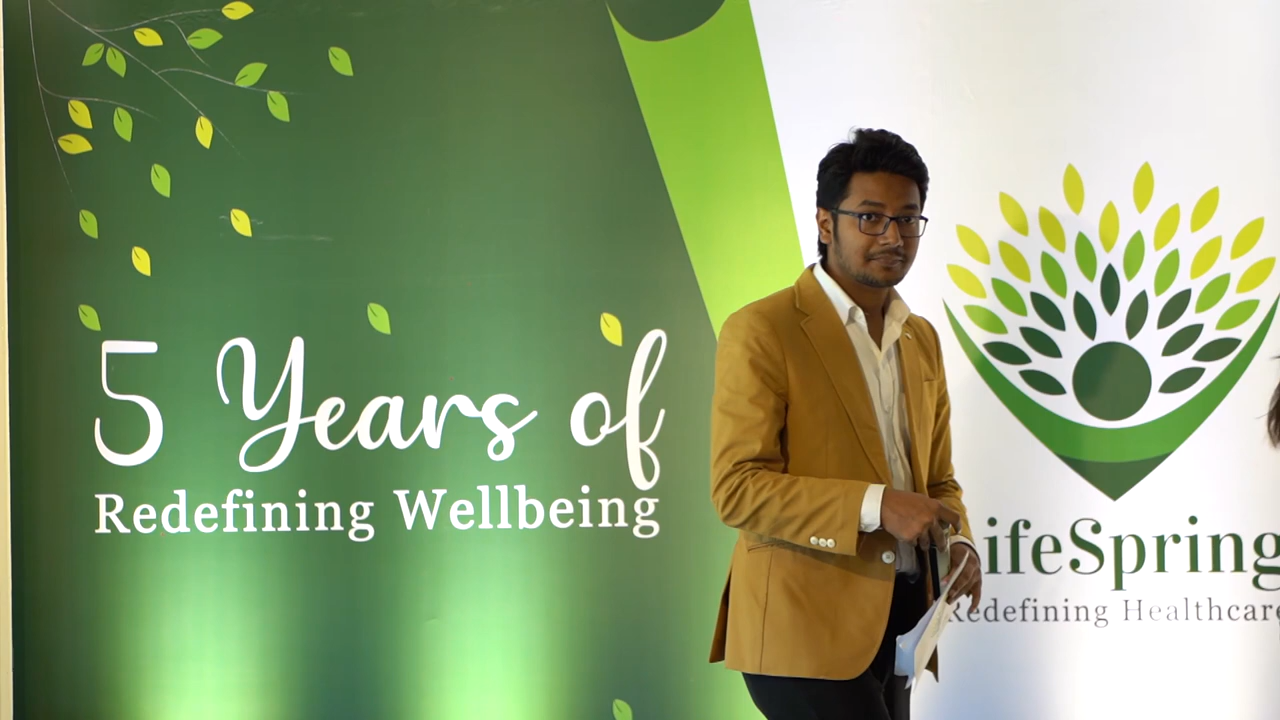 5 Years of
Redefining Wellbeing
ifeSpring
Redefining Healthcare